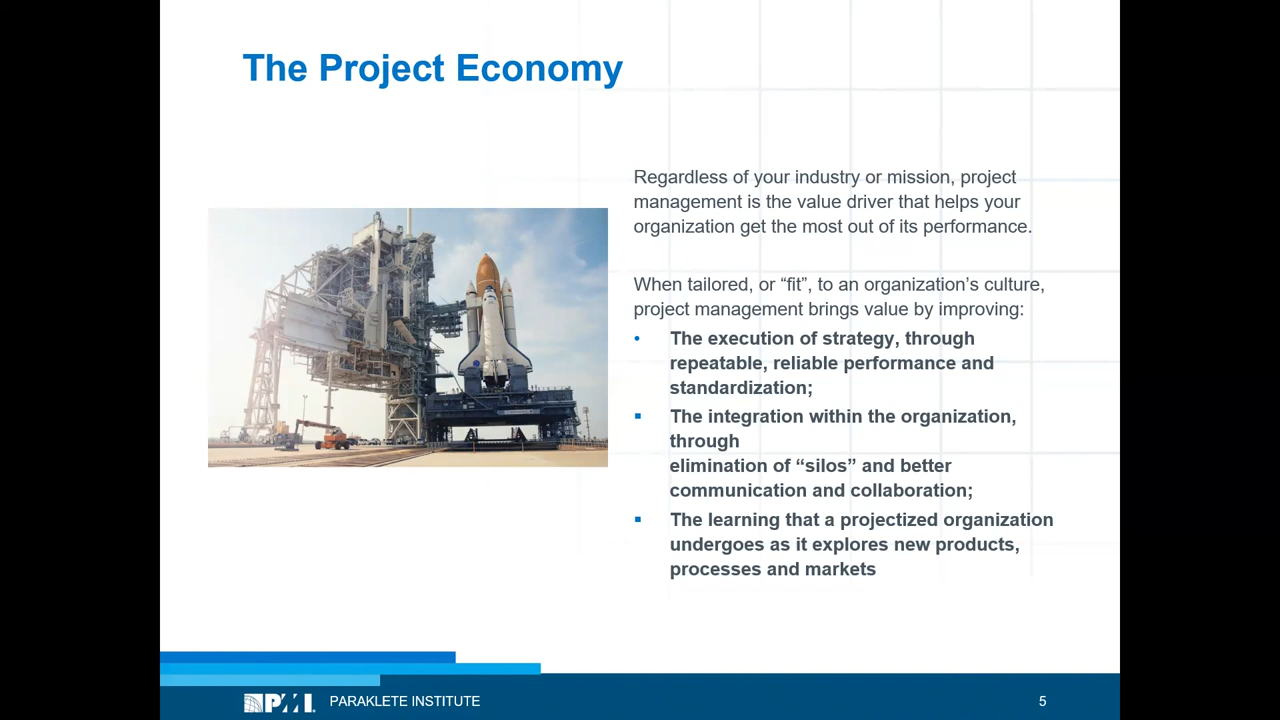 The Project Economy
Regardless of your industry or mission, project
management is the value driver that helps your
organization get the most out of its performance.
When tailored, or “fit”, to an organization’s culture,
project management brings value by improving:
• The execution of strategy, through
repeatable, reliable performance and
standardization;
▪ The integration within the organization,
through
elimination of “silos” and better
communication and collaboration;
▪ The learning that a projectized organization
undergoes as it explores new products,
processes and markets
PMI. PARAKLETE INSTITUTE
5